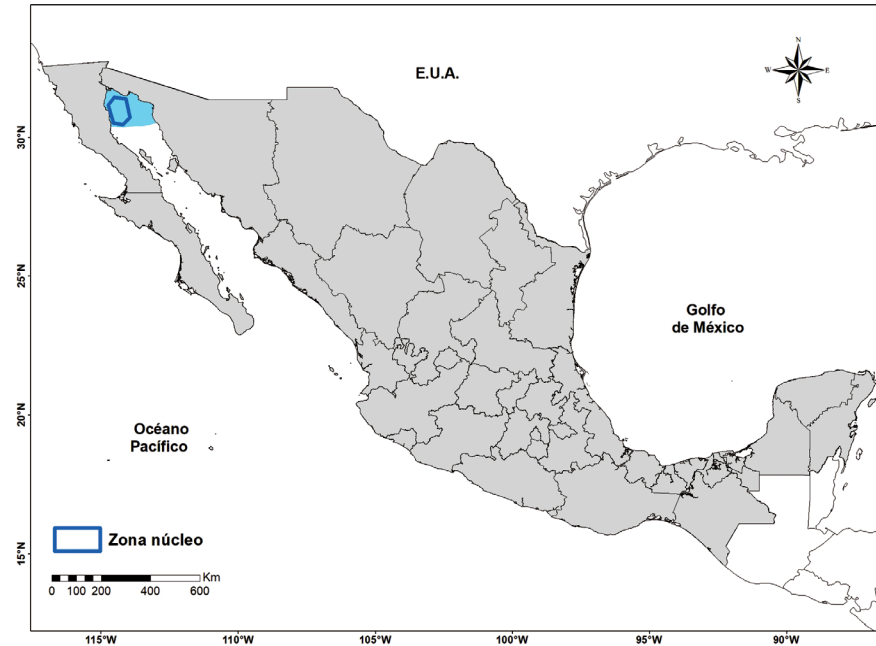 N
W E
S
E.U.A.
30°N
25°N
Golfo
de México
20°N
Océano
Pacífico
Zona núcleo
15°N
Km
0 100 200 400 600
115°W 110°W 105°W 100°W 95°W 90°W